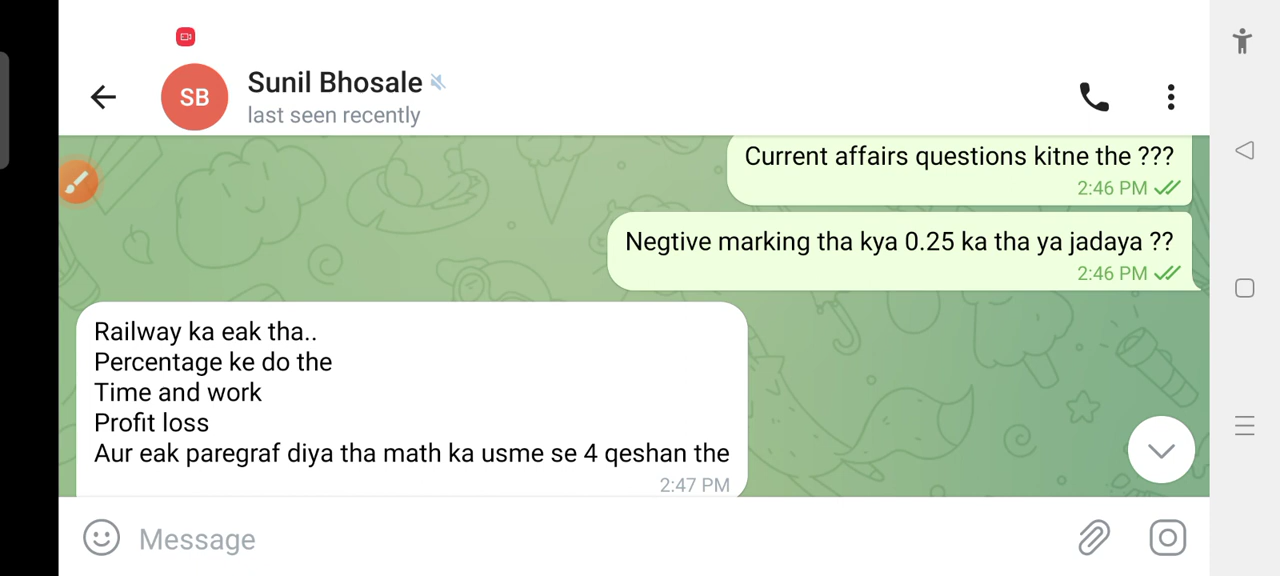 SB
Sunil Bhosale
last seen recently
Current affairs questions kitne the ???
2:46 PM
Negtive marking tha kya 0.25 ka tha ya jadaya ??
2:46 PM
Railway ka eak tha..
Percentage ke do the
Time and work
Profit loss
Aur eak paregraf diya tha math ka usme se 4 qeshan the
2:47 PM
Message